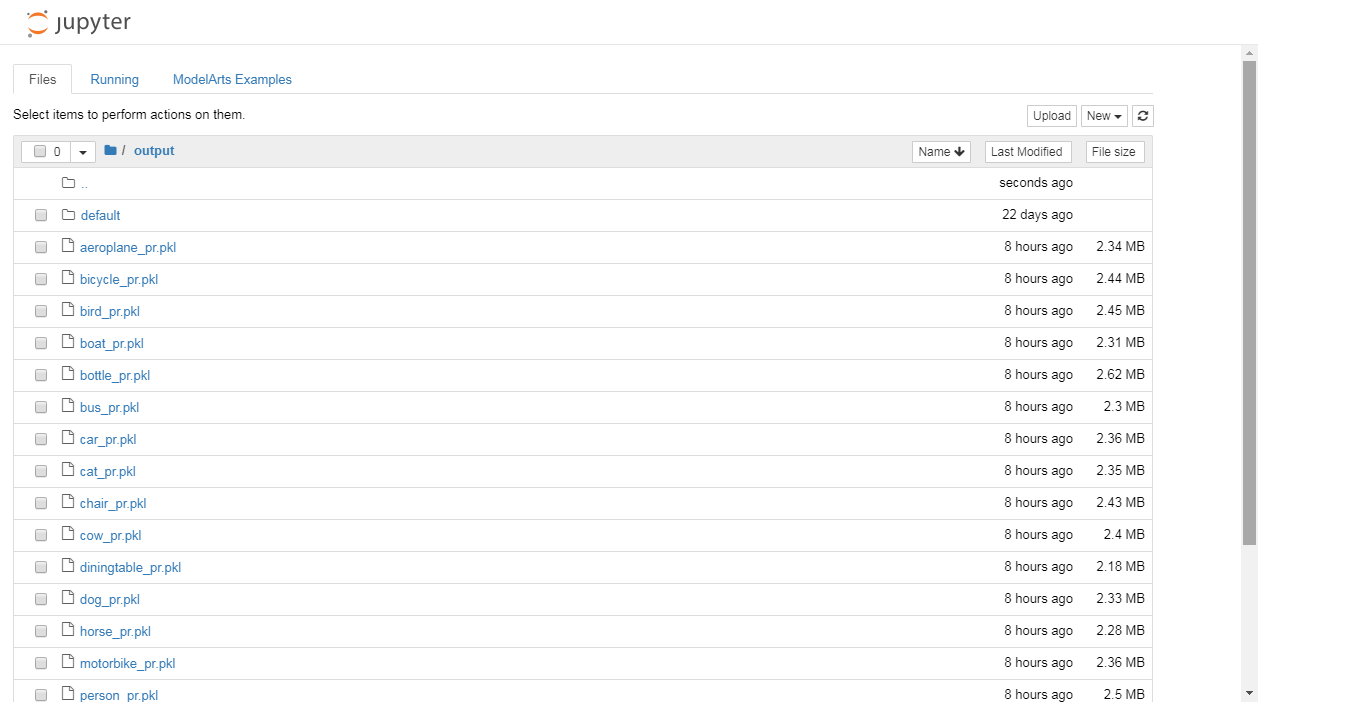 jupyter
Files Running ModelArts Examples
Select items to perform actions on them.
Upload New
0 / output Name Last Modified File size
.. seconds ago
default 22 days ago
aeroplane_pr.pkl 8 hours ago 2.34 MB
bicycle_pr.pkl 8 hours ago 2.44 MB
bird_pr.pkl 8 hours ago 2.45 MB
boat_pr.pkl 8 hours ago 2.31 MB
bottle_pr.pkl 8 hours ago 2.62 MB
bus_pr.pkl 8 hours ago 2.3 MB
car_pr.pkl 8 hours ago 2.36 MB
cat_pr.pkl 8 hours ago 2.35 MB
chair_pr.pkl 8 hours ago 2.43 MB
cow_pr.pkl 8 hours ago 2.4 MB
diningtable_pr.pkl 8 hours ago 2.18 MB
dog_pr.pkl 8 hours ago 2.33 MB
horse_pr.pkl 8 hours ago 2.28 MB
motorbike_pr.pkl 8 hours ago 2.36 MB
person_pr.pkl 8 hours ago 2.5 MB